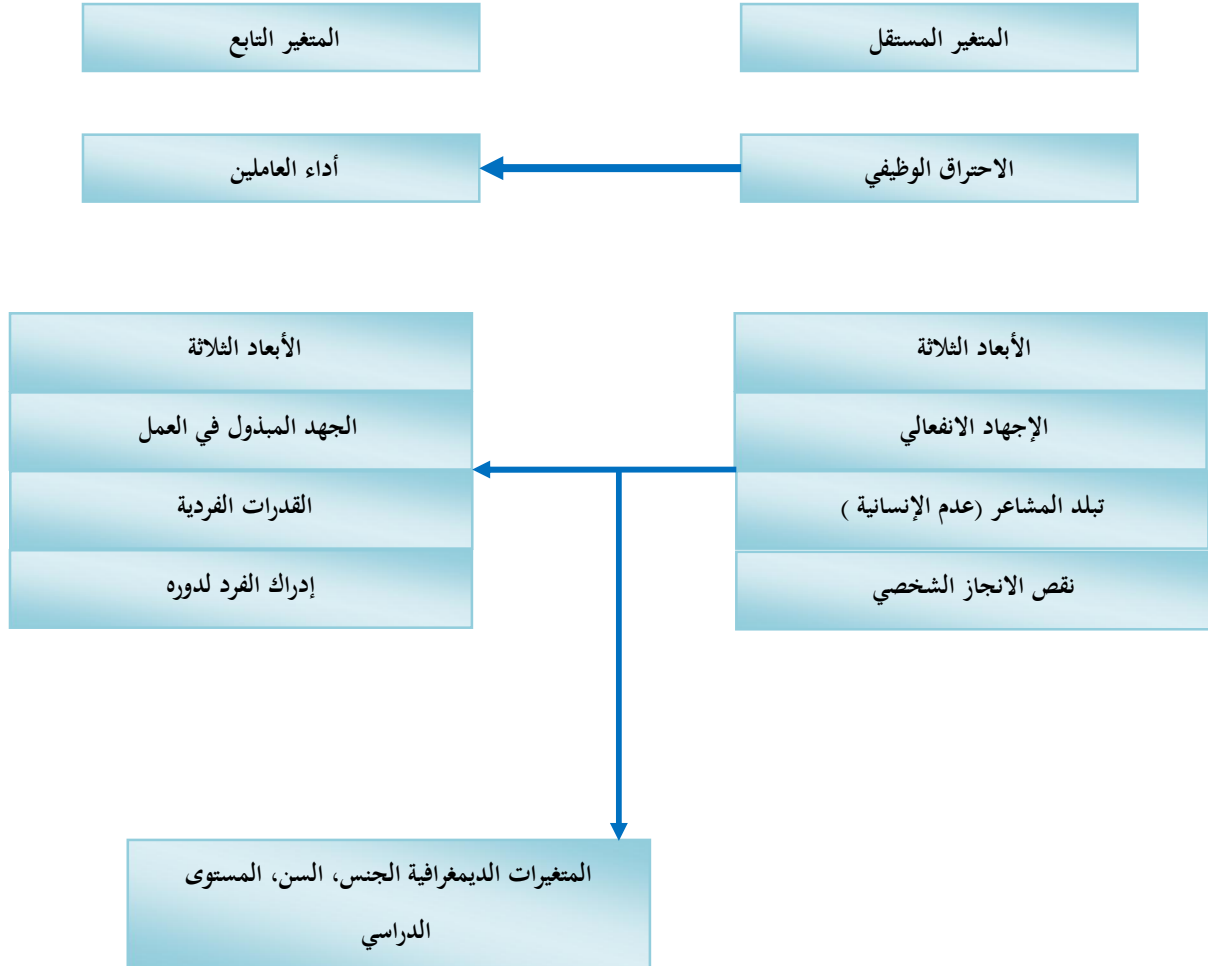 المتغير المستقل
المتغير التابع
الاحتراق الوظيفي
أداء العاملين
الأبعاد الثلاثة
الإجهاد الانفعالي
تبلد المشاعر (عدم الإنسانية )
نقص الانجاز الشخصي
الأبعاد الثلاثة
الجهد المبذول في العمل
القدرات الفردية
إدراك الفرد لدوره
المتغيرات الديمغرافية الجنس، السن، المستوى
الدراسي